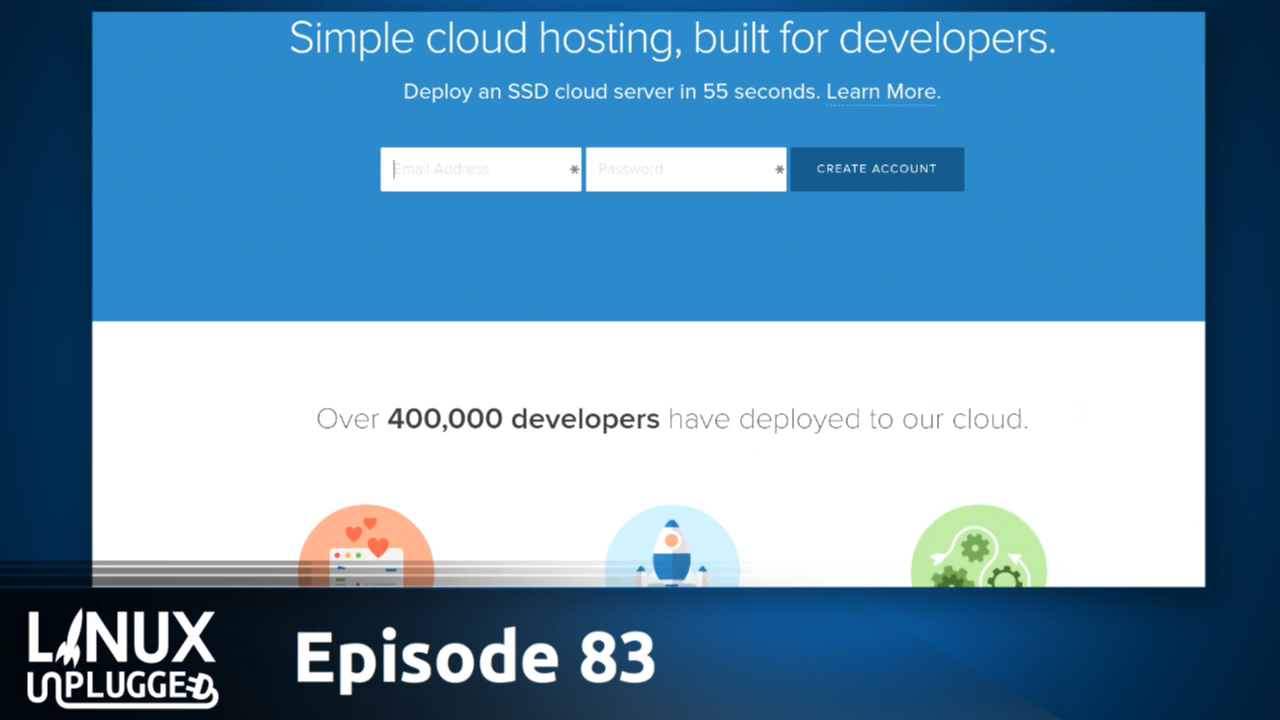 Simple cloud hosting, built for developers.
Deploy an SSD cloud server in 55 seconds. Learn More.
Email Address
Password
CREATE ACCOUNT
Over 400,000 developers have deployed to our cloud.
LINUX
UNPLUGGED
Episode 83